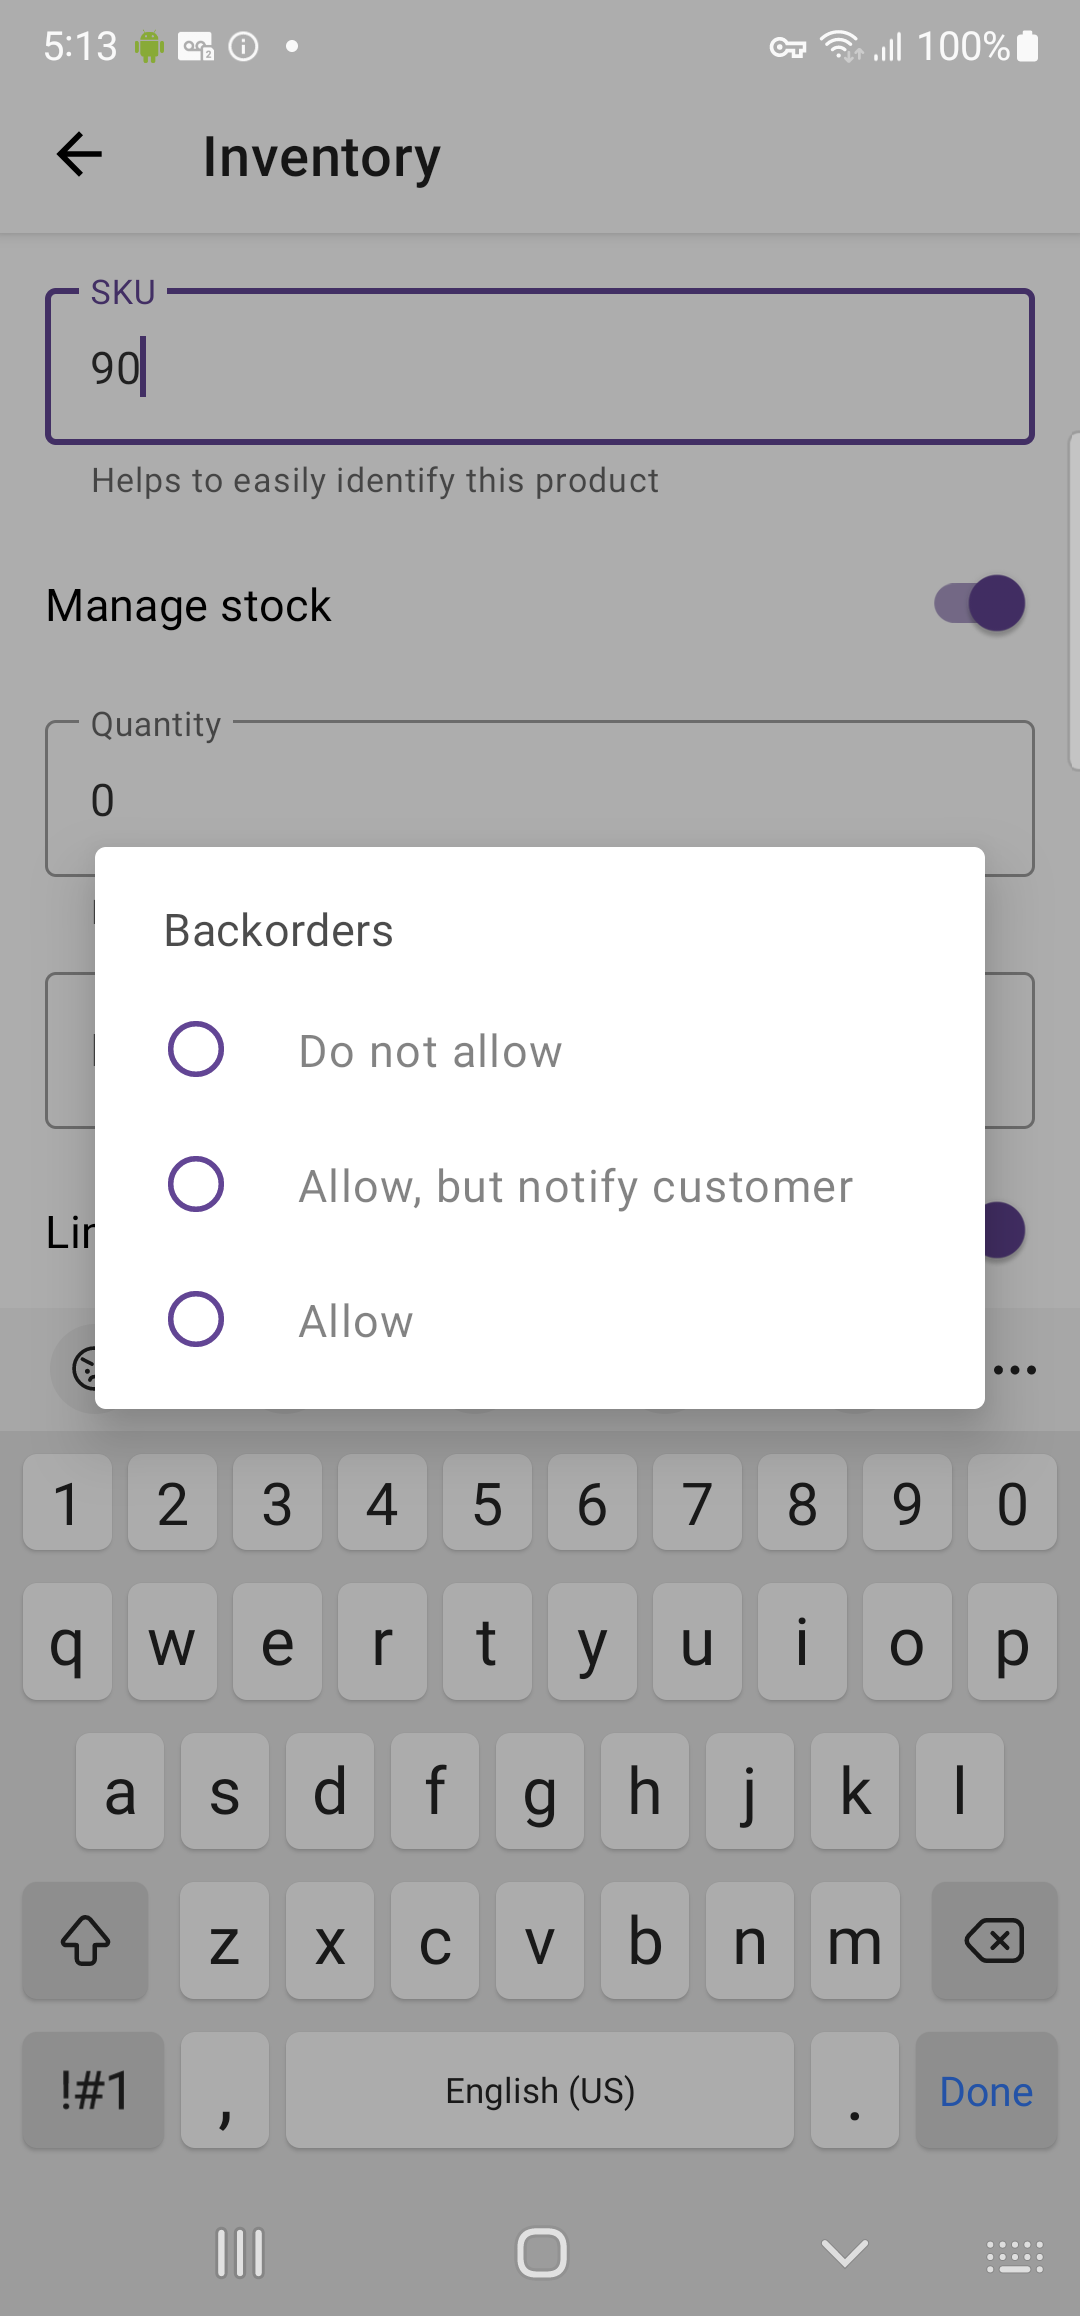 5:13
100%
Inventory
SKU
90
Helps to easily identify this product
Manage stock
Quantity
0
Backorders
Do not allow
Allow, but notify customer
Allow
1 2 3 4 5 6 7 8 9 0
q w e r t y u i o p
a s d f g h j k l
z x c v b n m
!#1 , English (US) . Done